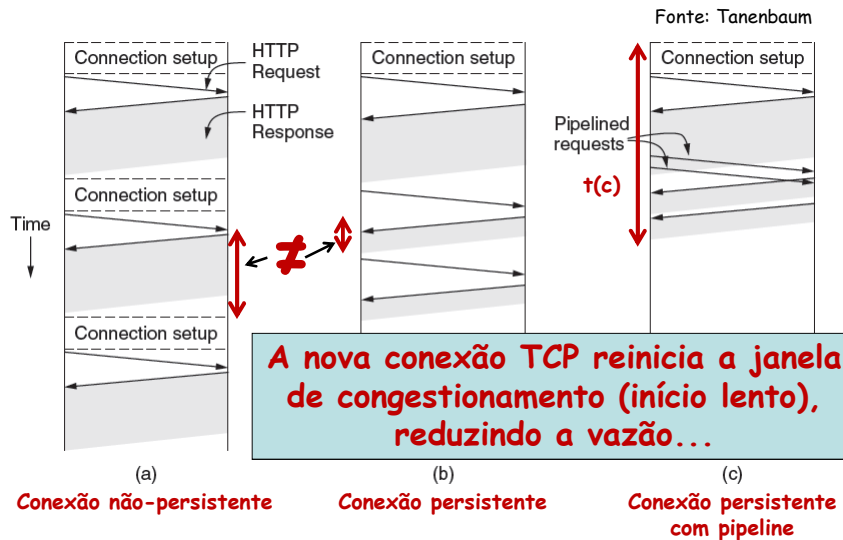 Fonte: Tanenbaum
Connection setup
HTTP
Request
HTTP
Response
Connection setup
Connection setup
Time
Connection setup
≠
Connection setup
Pipelined
requests
t(c)
A nova conexão TCP reinicia a janela
de congestionamento (início lento),
reduzindo a vazão...
(a)
(b)
(c)
Conexão não-persistente
Conexão persistente
Conexão persistente
com pipeline